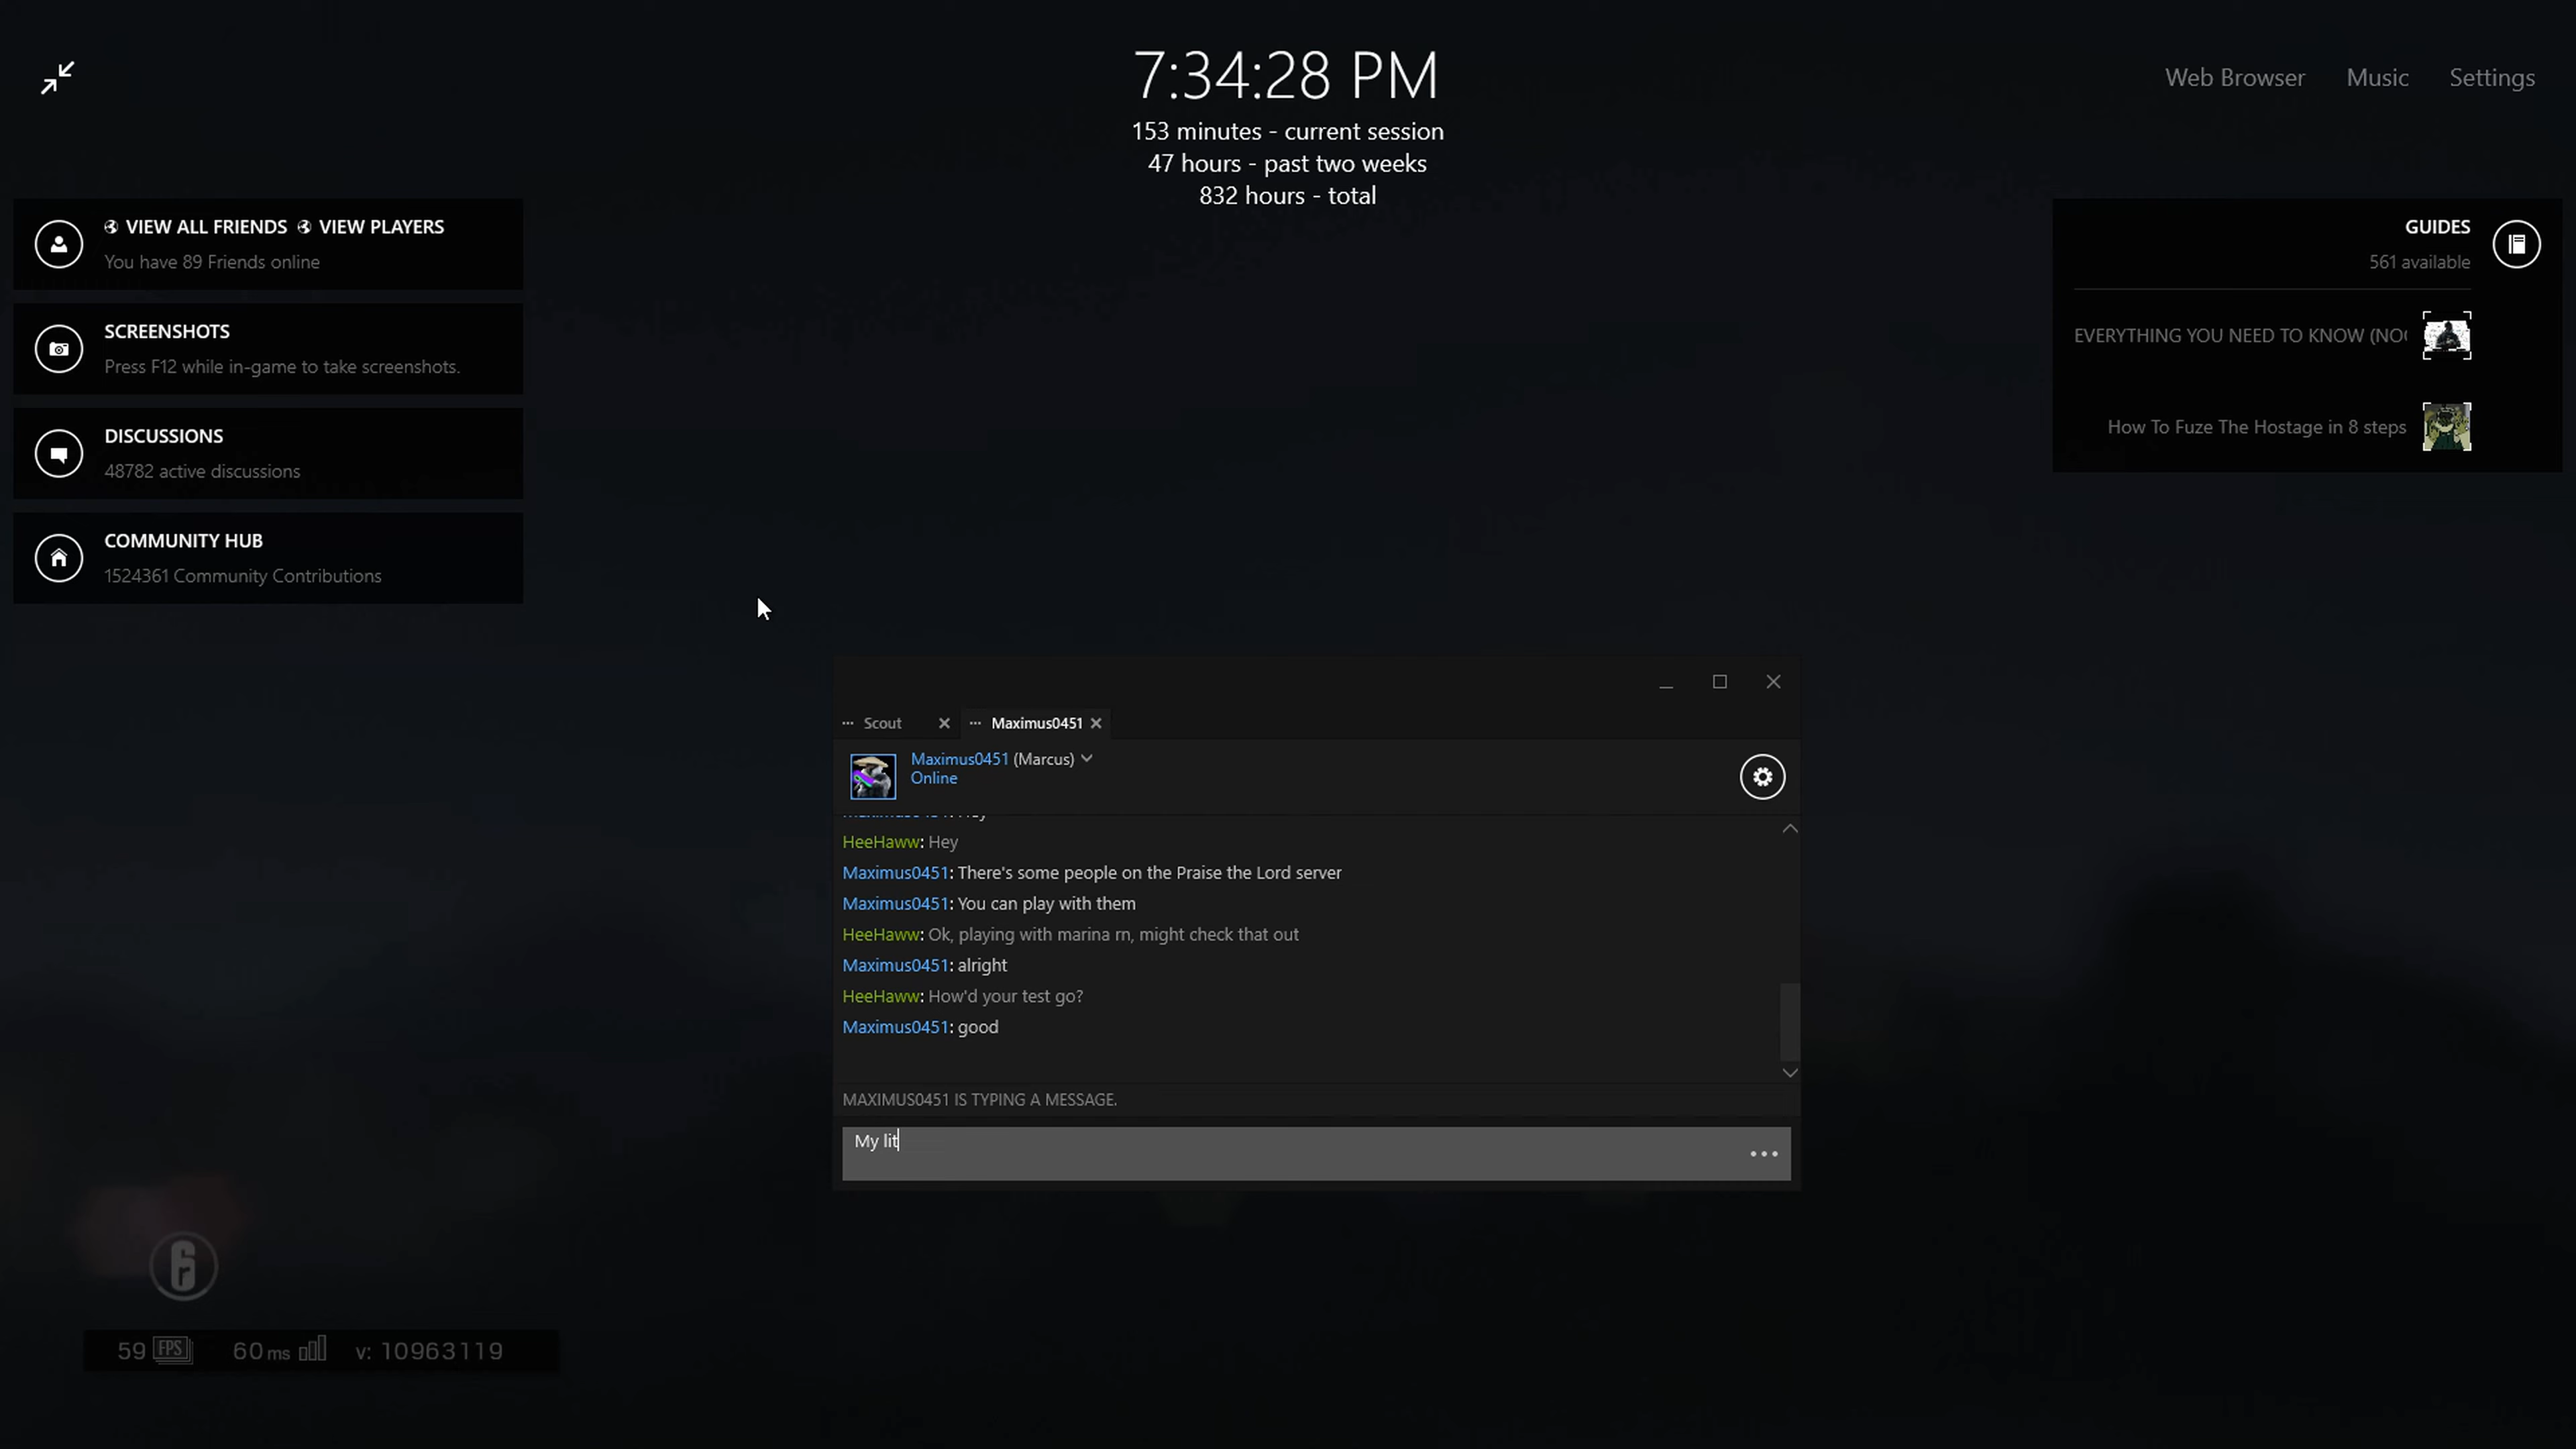 7:34:28 PM
153 minutes - current session
47 hours - past two weeks
832 hours - total
Web Browser Music Settings
VIEW ALL FRIENDS VIEW PLAYERS
You have 89 Friends online
SCREENSHOTS
Press F12 while in-game to take screenshots.
DISCUSSIONS
48782 active discussions
COMMUNITY HUB
1524361 Community Contributions
GUIDES
561 available
EVERYTHING YOU NEED TO KNOW
How To Fuze The Hostage in 8 steps
Scout Maximus0451
Maximus0451 (Marcus)
Online
HeeHaww: Hey
Maximus0451: There's some people on the Praise the Lord server
Maximus0451: You can play with them
HeeHaww: Ok, playing with marina rn, might check that out
Maximus0451: alright
HeeHaww: How'd your test go?
Maximus0451: good
MAXIMUS0451 IS TYPING A MESSAGE.
My lit
59 FPS 60 ms v: 10963119